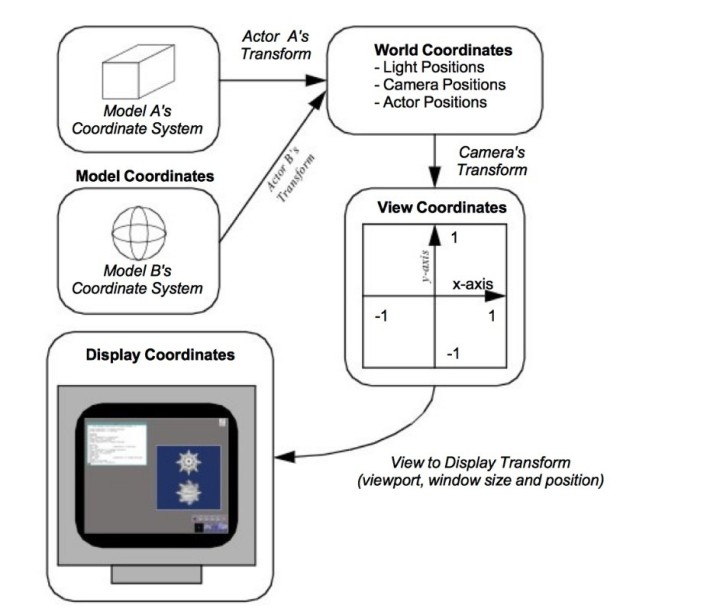 Actor A's
Transform
World Coordinates
- Light Positions
- Camera Positions
- Actor Positions
Model A's
Coordinate System
Actor B's
Transform
Camera's
Transform
Model Coordinates
Model B's
Coordinate System
View Coordinates
1
y-axis
x-axis
-1
1
-1
Display Coordinates
View to Display Transform
(viewport, window size and position)